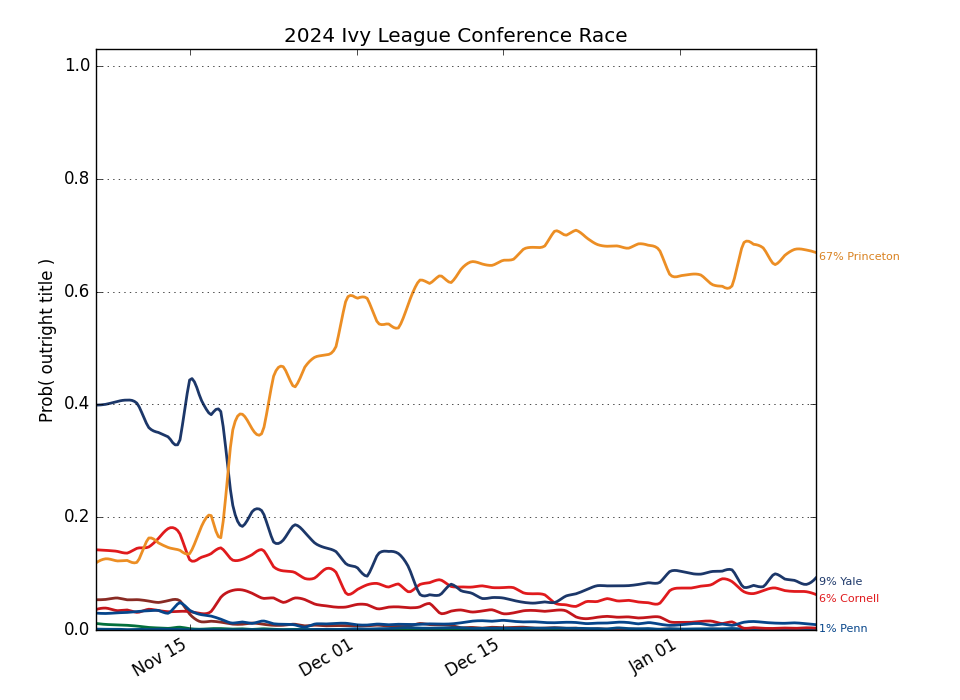 2024 Ivy League Conference Race
1.0
0.8
0.6
0.4
0.2
0.0
Prob( outright title )
67% Princeton
9% Yale
6% Cornell
1% Penn
Nov 15
Dec 01
Dec 15
Jan 01